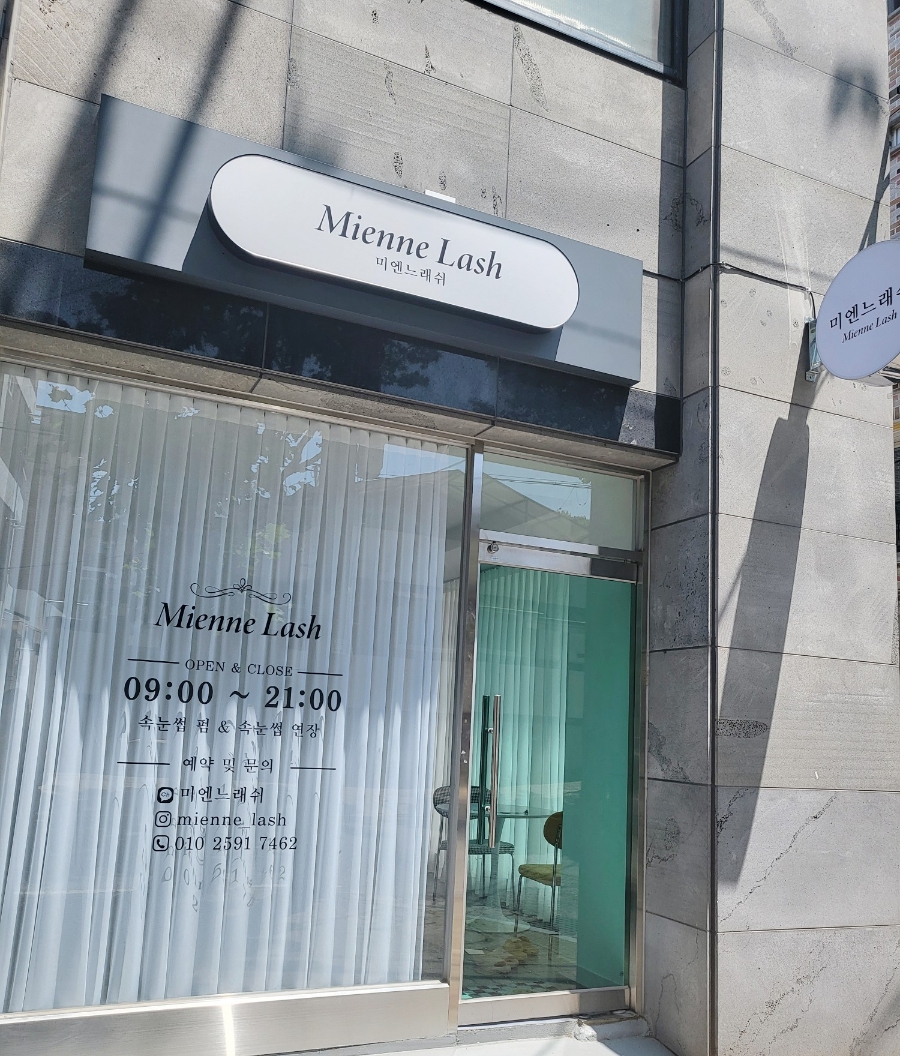 Mienne Lash
미엔느래쉬
미엔느래쉬
Mienne Lash
Mienne Lash
OPEN & CLOSE
09:00 ~ 21:00
속눈썹 펌 & 속눈썹 연장
예약 및 문의
미엔느래쉬
mienne_lash
010 2591 7462